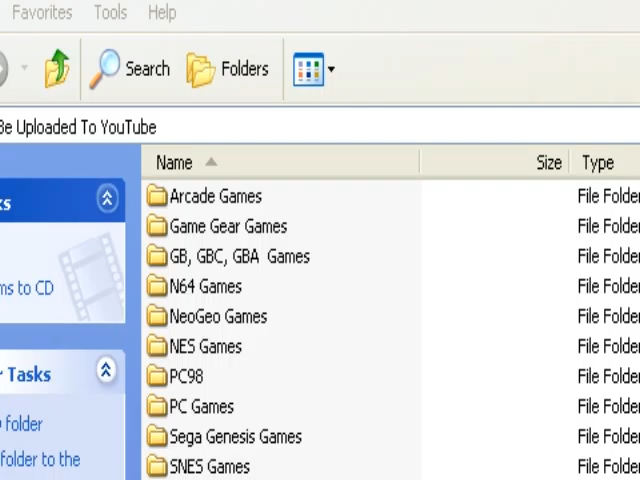 Favorites Tools Help
Search Folders
Be Uploaded To YouTube
Name Size Type
Arcade Games File Folder
Game Gear Games File Folder
GB, GBC, GBA Games File Folder
ms to CD N64 Games File Folder
NeoGeo Games File Folder
NES Games File Folder
r Tasks PC98 File Folder
PC Games File Folder
folder Sega Genesis Games File Folder
folder to the SNES Games File Folder